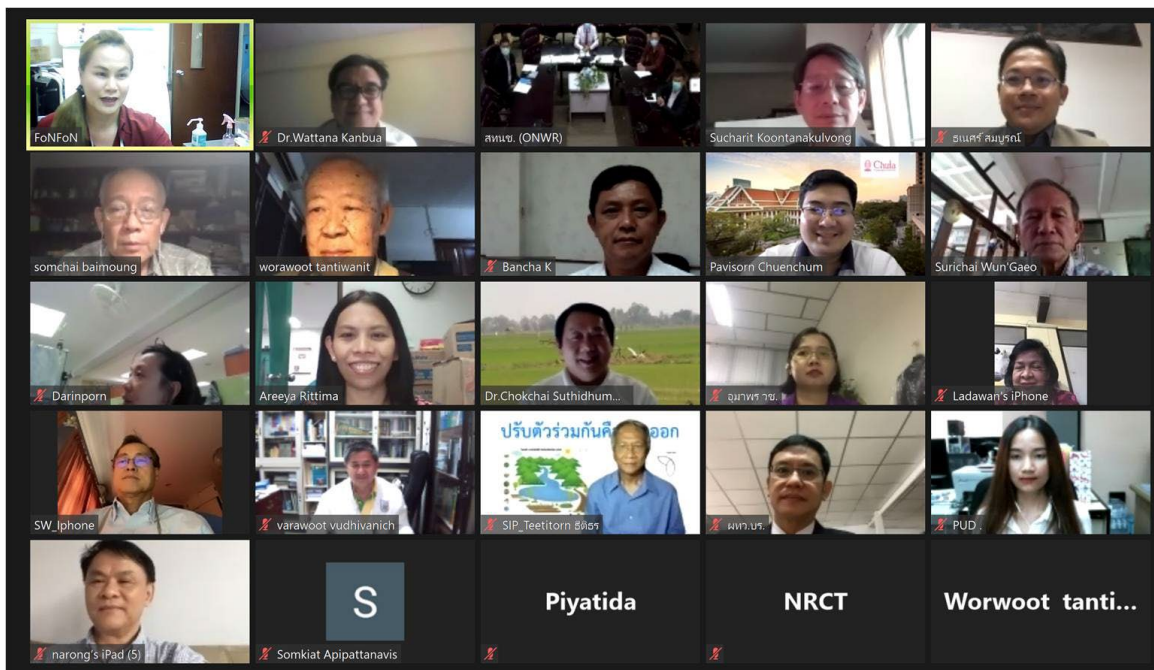 FoNFoN
Dr.Wattana Kanbua
สทนช. (ONWR)
Sucharit Koontanakulvong
ธเนศร์ สมบูรณ์
somchai baimoung
worawoot tantiwanit
Bancha K
Chula
Pavisorn Chuenchum
Surichai Wun'Gaeo
Darinporn
Areeya Rittima
Dr.Chokchai Suthidhum...
อุมาพร วช.
Ladawan's iPhone
SW_Iphone
varawoot vudhivanich
ปรับตัวร่วมกันคือ
ออก
SIP_Teetitorn ธีติธร
ผทว.บร.
PUD .
narong's iPad (5)
S
Somkiat Apipattanavis
Piyatida
NRCT
Worwoot tanti...